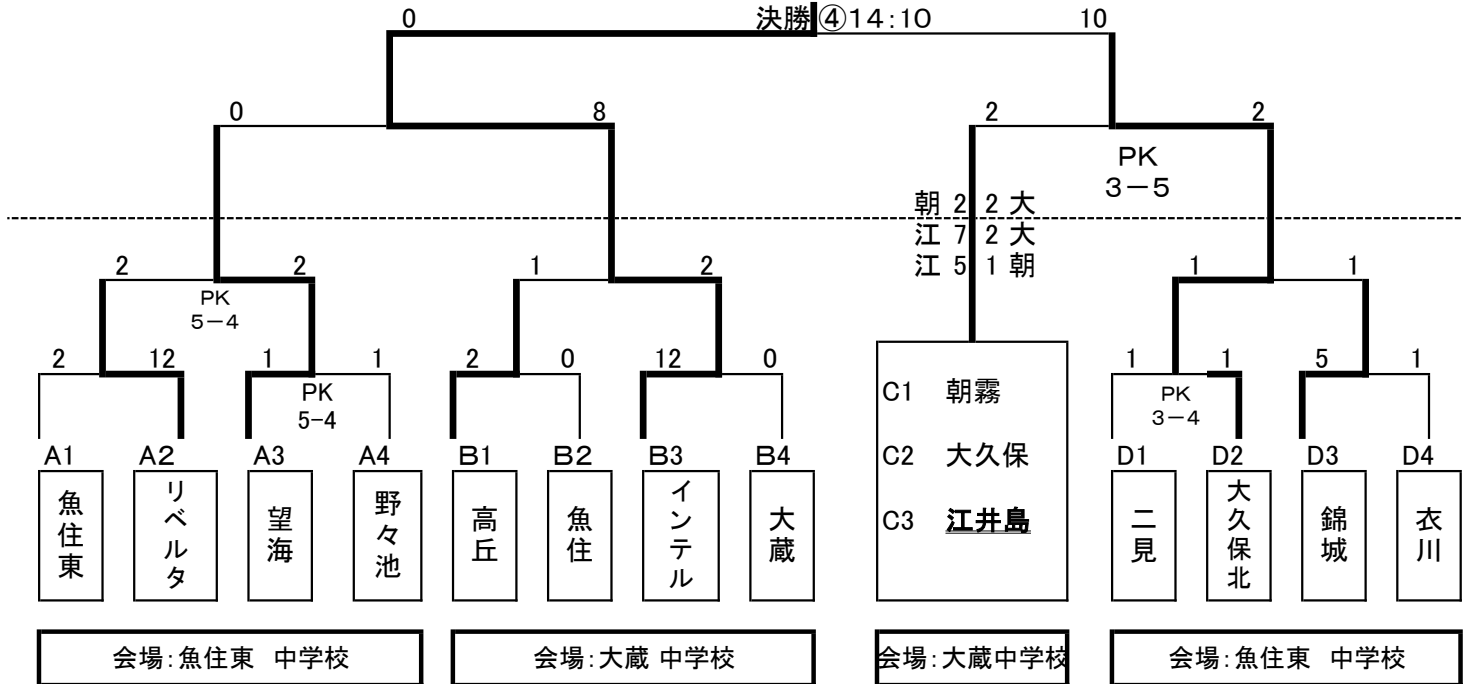 0 決勝 ④14:10 10
0 8 2 2
PK
3-5
朝 2 2 大
江 7 2 大
江 5 1 朝
2 2 1 2 1 1
PK
5-4
2 12 1 1 2 0 12 0 1 1 5 1
PK
5-4
PK
3-4
A1 A2 A3 A4 B1 B2 B3 B4 D1 D2 D3 D4
魚住東
リベルタ
望海
野々池
高丘
魚住
インテル
大蔵
C1 朝霧
C2 大久保
C3 江井島
二見
大久保北
錦城
衣川
会場:魚住東 中学校
会場:大蔵 中学校
会場:大蔵中学校
会場:魚住東 中学校